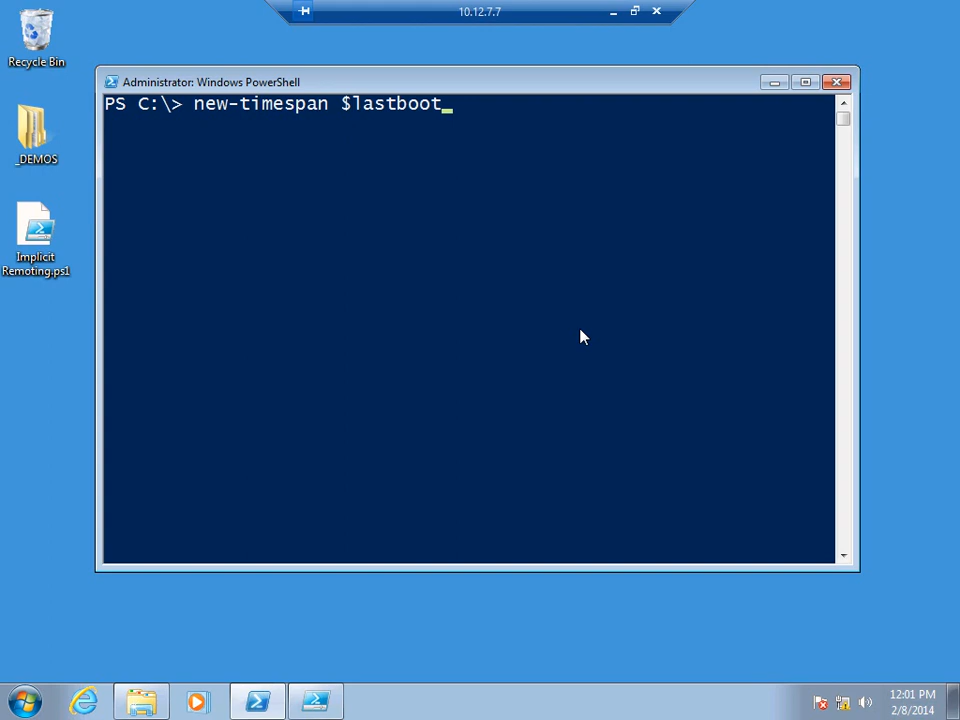 10.12.7.7
Recycle Bin
Administrator: Windows PowerShell
PS C:\> new-timespan $lastboot_
_DEMOS
Implicit
Remoting.ps1
12:01 PM
2/8/2014